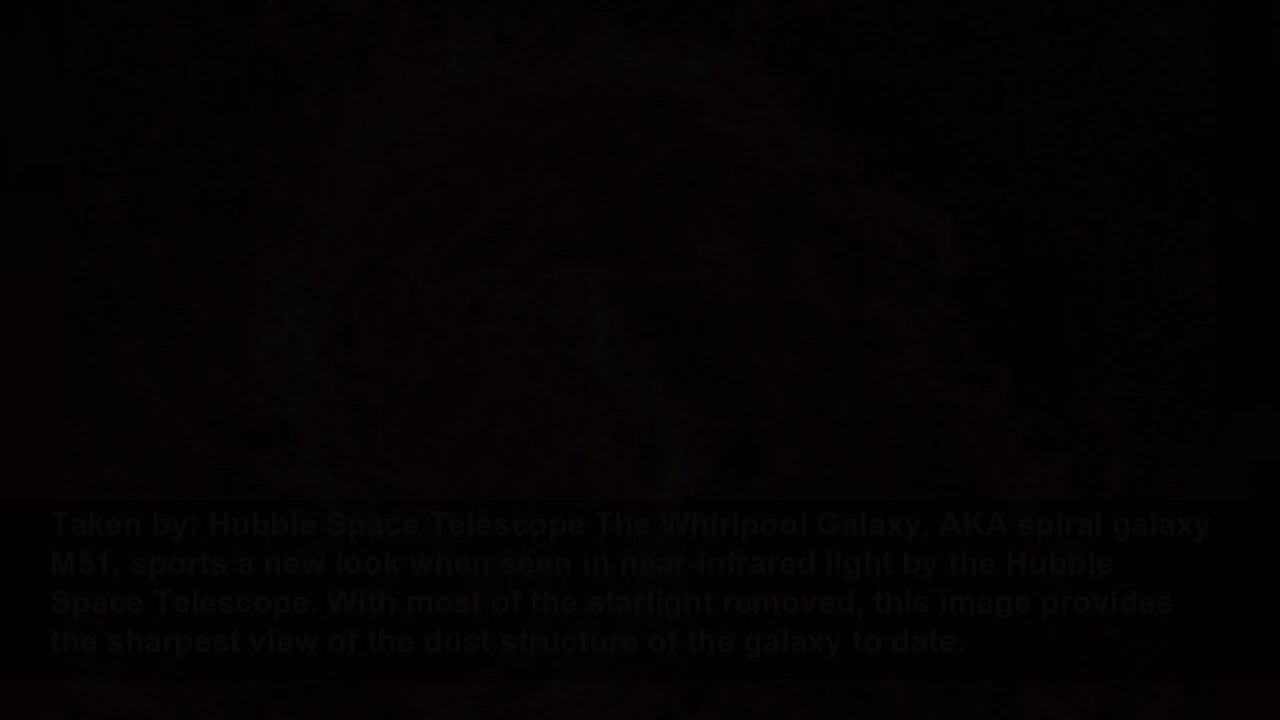 Taken by: Hubble Space Telescope The Whirlpool Galaxy, AKA spiral galaxy
M51, sports a new look when seen in near-infrared light by the Hubble
Space Telescope. With most of the starlight removed, this image provides
the sharpest view of the dust structure of the galaxy to date.